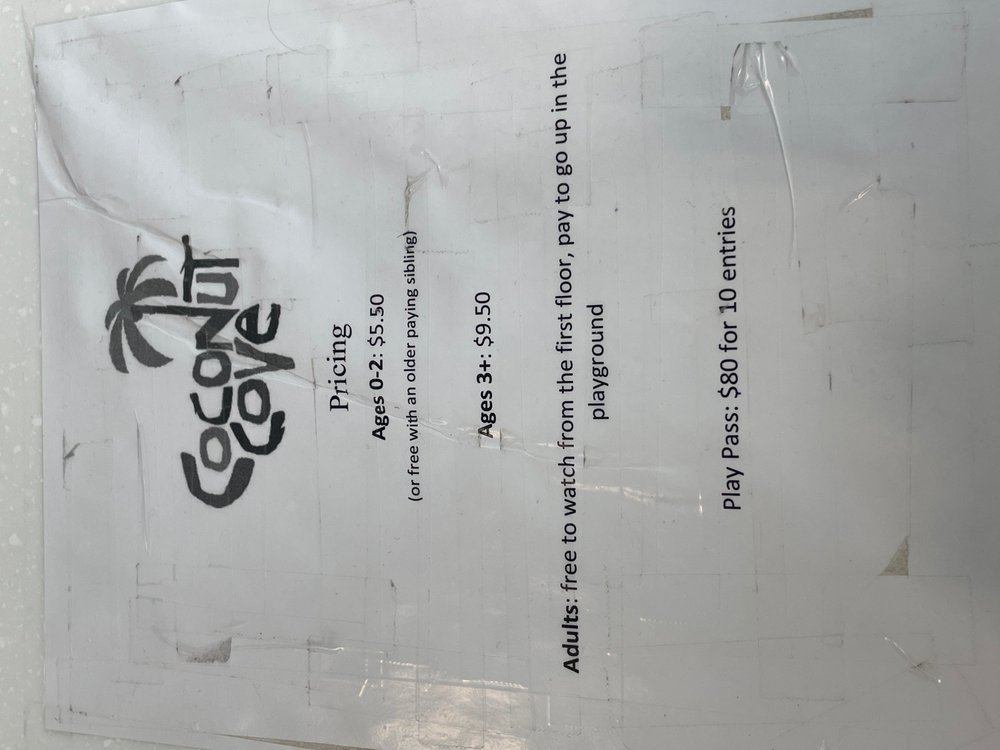 COCONUT
COVE
Pricing
Ages 0-2: $5.50
(or free with an older paying sibling)
Ages 3+: $9.50
Adults: free to watch from the first floor, pay to go up in the
playground
Play Pass: $80 for 10 entries